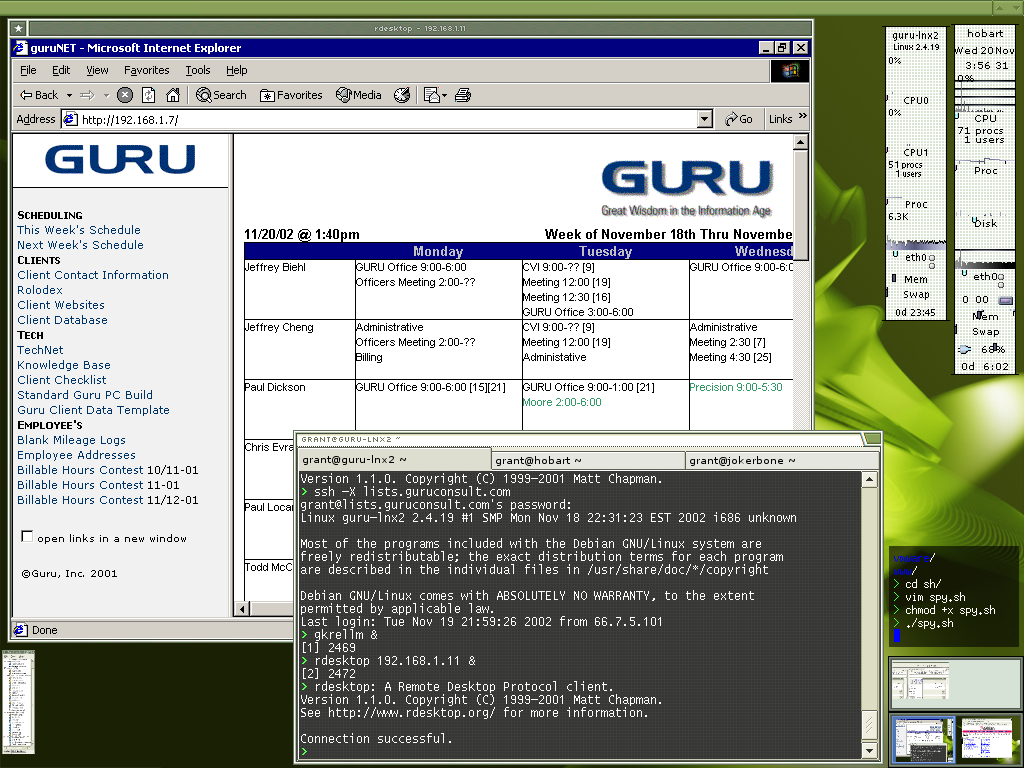 rdesktop - 192.168.1.11
guruNET - Microsoft Internet Explorer
File Edit View Favorites Tools Help
Back Search Favorites Media
Address http://192.168.1.7/ Go Links »
GURU
SCHEDULING
This Week's Schedule
Next Week's Schedule
CLIENTS
Client Contact Information
Rolodex
Client Websites
Client Database
TECH
TechNet
Knowledge Base
Client Checklist
Standard Guru PC Build
Guru Client Data Template
EMPLOYEE'S
Blank Mileage Logs
Employee Addresses
Billable Hours Contest 10/11-01
Billable Hours Contest 11-01
Billable Hours Contest 11/12-01
open links in a new window
©Guru, Inc. 2001
Done
GURU
Great Wisdom in the Information Age
11/20/02 @ 1:40pm Week of November 18th Thru Novembe
Monday Tuesday Wednesd
Jeffrey Biehl GURU Office 9:00-6:00 CVI 9:00-?? [9] GURU Office 9:00-6:0
Officers Meeting 2:00-?? Meeting 12:00 [19]
Meeting 12:30 [16]
GURU Office 3:00-6:00
Jeffrey Cheng Administrative CVI 9:00-?? [9] Administrative
Officers Meeting 2:00-?? Meeting 12:00 [19] Meeting 2:30 [7]
Billing Administative Meeting 4:30 [25]
Paul Dickson GURU Office 9:00-6:00 [15][21] GURU Office 9:00-1:00 [21] Precision 9:00-5:30
Moore 2:00-6:00
Chris Evra
Paul Locar
Todd McC
GRANT@GURU-LNX2 ~
grant@guru-lnx2 ~ grant@hobart ~ grant@jokerbone ~
Version 1.1.0. Copyright (C) 1999-2001 Matt Chapman.
> ssh -X lists.guruconsult.com
grant@lists.guruconsult.com's password:
Linux guru-lnx2 2.4.19 #1 SMP Mon Nov 18 22:31:23 EST 2002 i686 unknown
Most of the programs included with the Debian GNU/Linux system are
freely redistributable; the exact distribution terms for each program
are described in the individual files in /usr/share/doc/*/copyright
Debian GNU/Linux comes with ABSOLUTELY NO WARRANTY, to the extent
permitted by applicable law.
Last login: Tue Nov 19 21:59:26 2002 from 66.7.5.101
> gkrellm &
[1] 2469
> rdesktop 192.168.1.11 &
[2] 2472
> rdesktop: A Remote Desktop Protocol client.
Version 1.1.0. Copyright (C) 1999-2001 Matt Chapman.
See http://www.rdesktop.org/ for more information.
Connection successful.
>
guru-lnx2
Linux 2.4.19
0%
CPU0
0%
CPU1
51 procs
1 users
Proc
6.3K
eth0
Mem
Swap
0d 23:45
hobart
Wed 20 Nov
3:56 31
0%
CPU
71 procs
1 users
Proc
Disk
eth0
0 00
Mem
Swap
68%
0d 6:02
> cd sh/
> vim spy.sh
> chmod +x spy.sh
> ./spy.sh